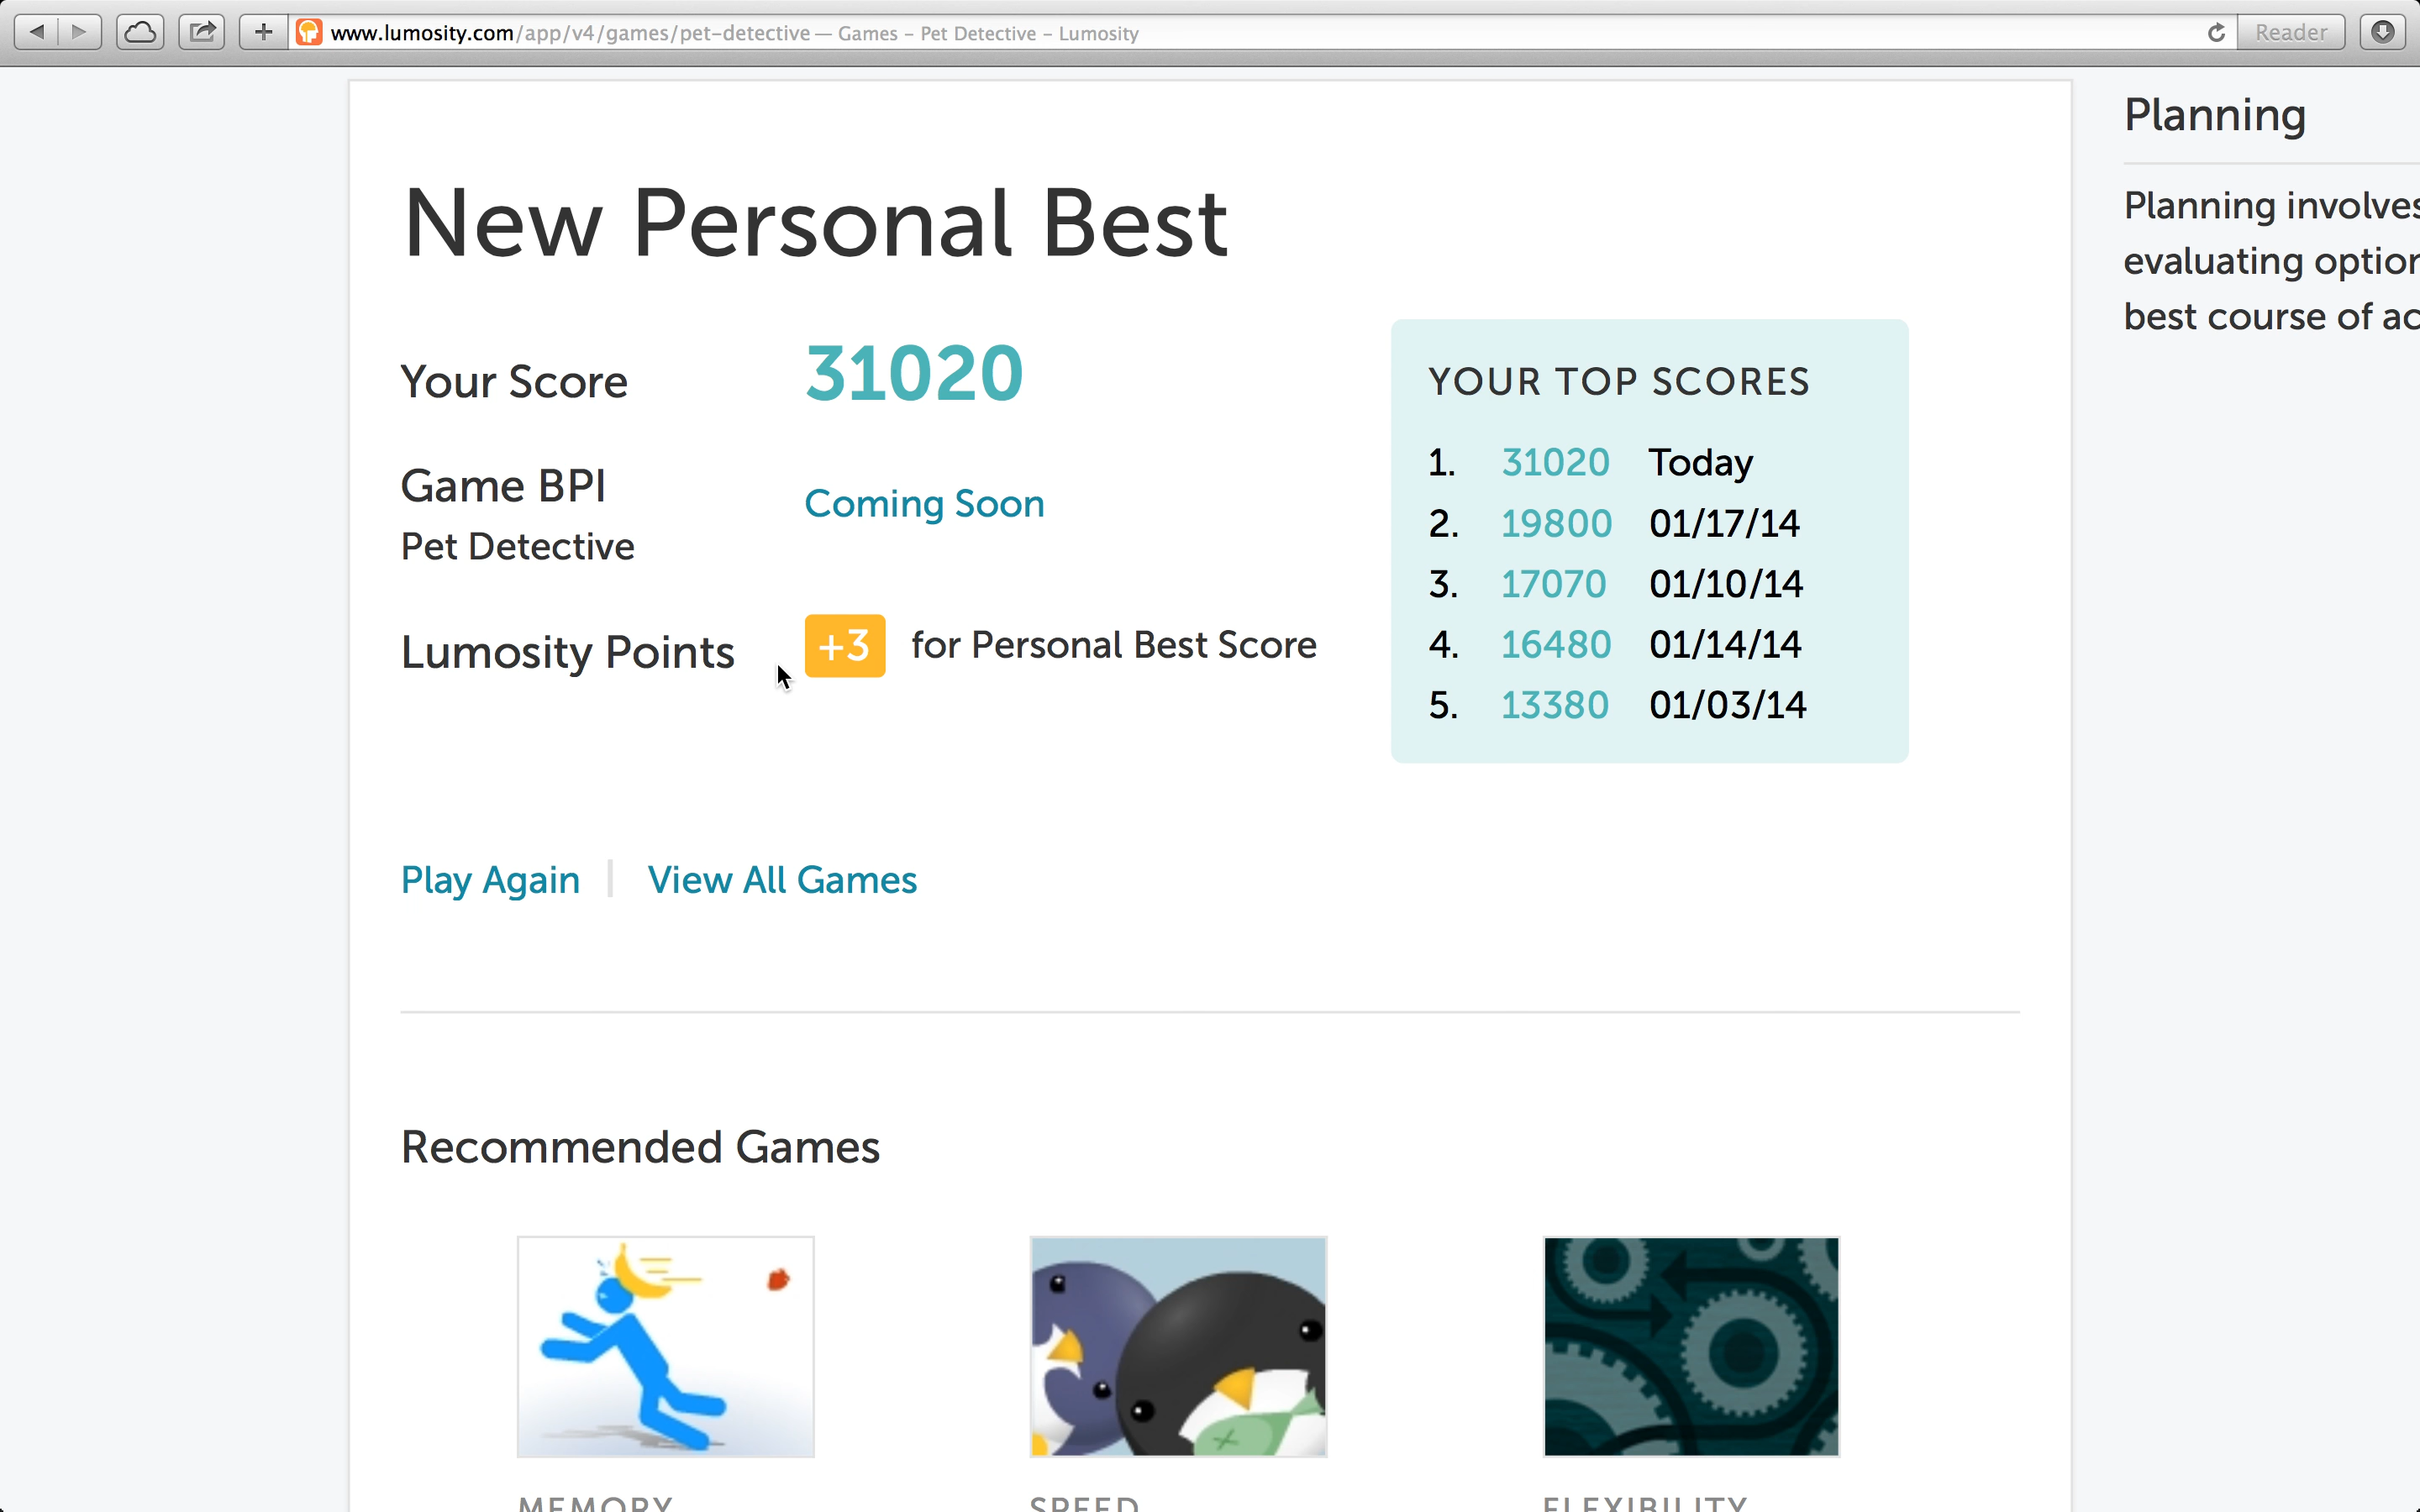 www.lumosity.com/app/v4/games/pet-detective — Games – Pet Detective – Lumosity
Reader
New Personal Best
Your Score 31020
Game BPI
Pet Detective
Coming Soon
Lumosity Points +3 for Personal Best Score
YOUR TOP SCORES
1. 31020 Today
2. 19800 01/17/14
3. 17070 01/10/14
4. 16480 01/14/14
5. 13380 01/03/14
Play Again | View All Games
Recommended Games
MEMORY
SPEED
FLEXIBILITY
Planning
Planning involves
evaluating
best course of